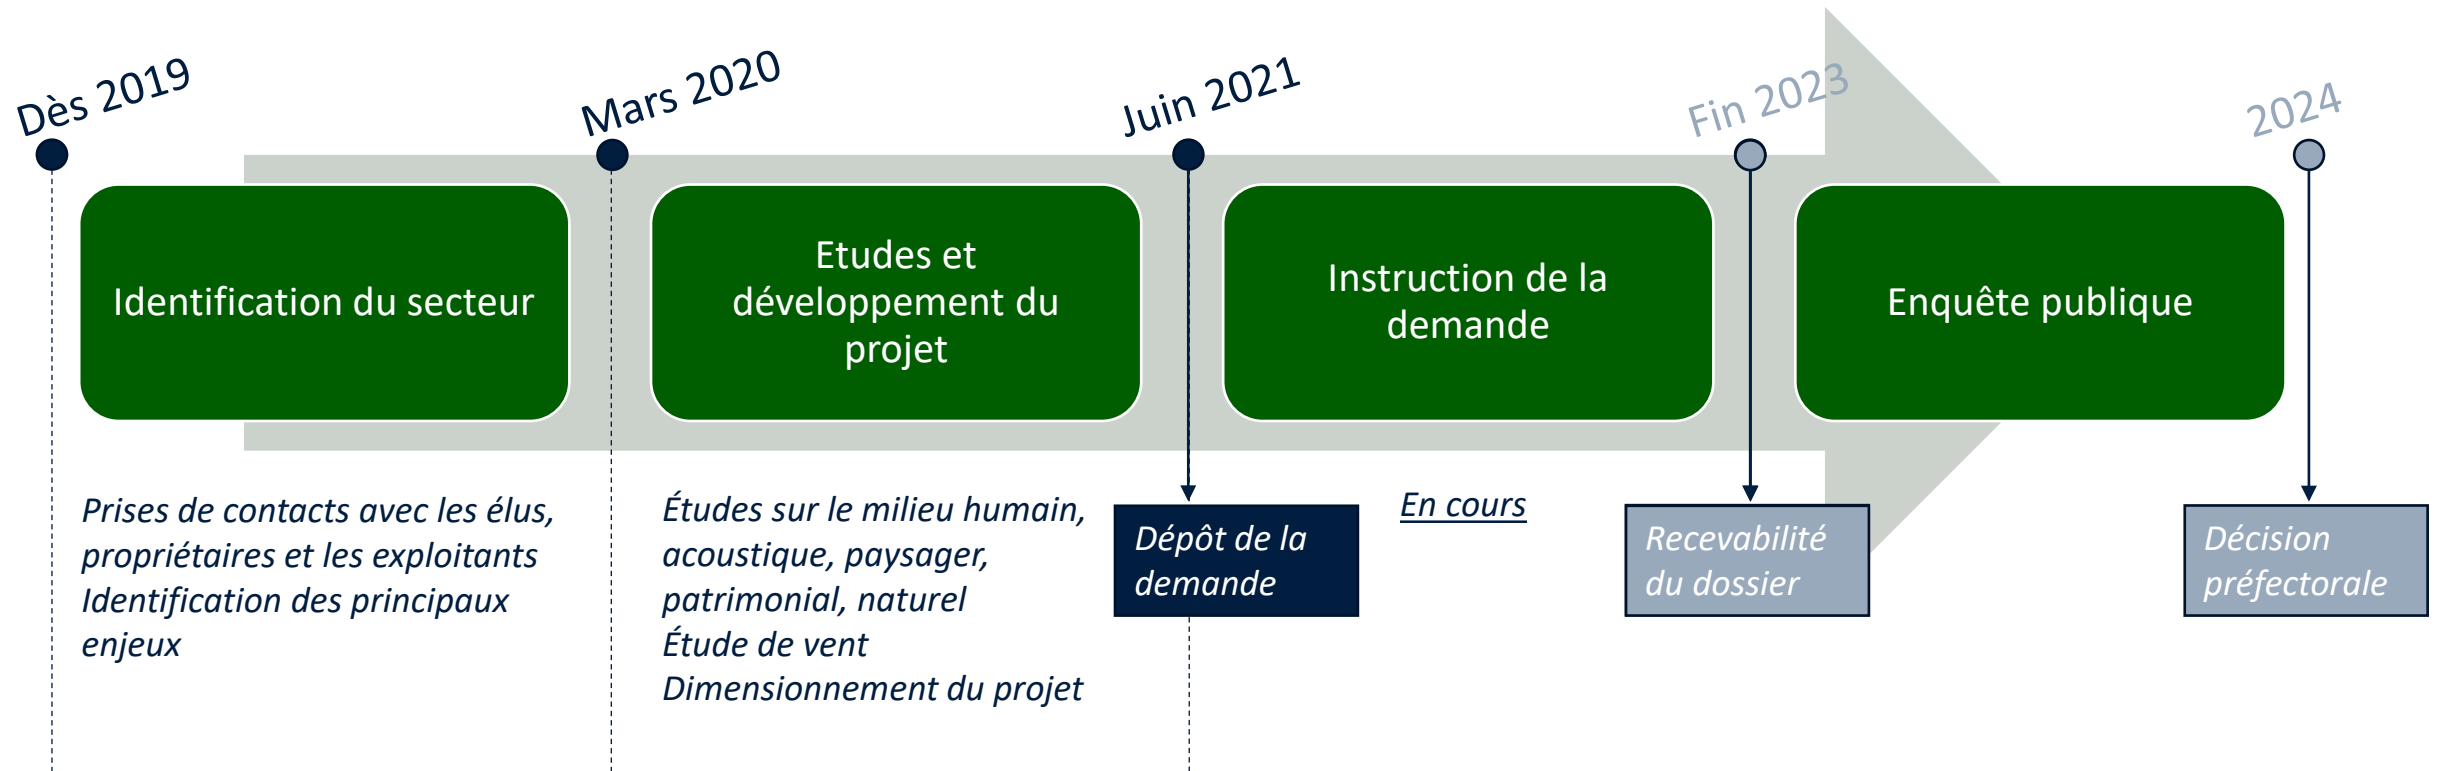 Dès 2019
Mars 2020
Juin 2021
Fin 2023
2024
Identification du secteur
Etudes et
développement du
projet
Instruction de la
demande
Enquête publique
Prises de contacts avec les élus,
propriétaires et les exploitants
Identification des principaux
enjeux
Études sur le milieu humain,
acoustique, paysager,
patrimonial, naturel
Étude de vent
Dimensionnement du projet
Dépôt de la
demande
En cours
Recevabilité
du dossier
Décision
préfectorale